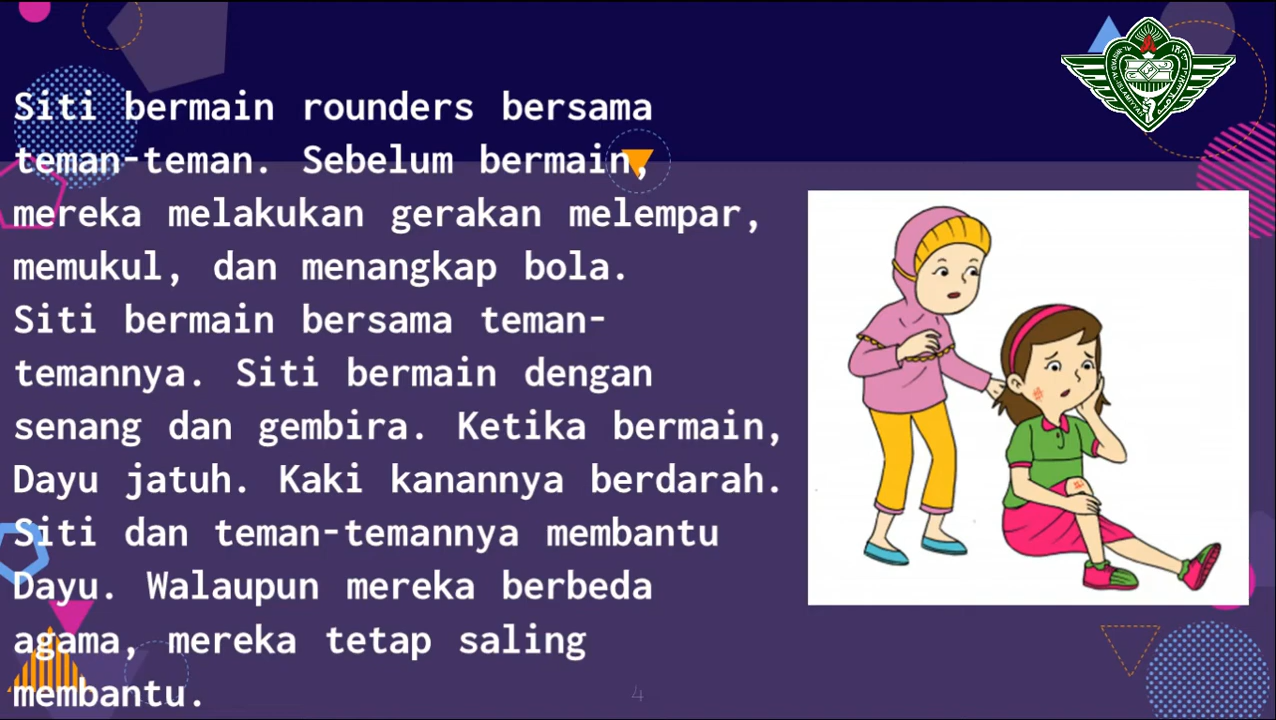 Siti bermain rounders bersama
teman-teman. Sebelum bermain,
mereka melakukan gerakan melempar,
memukul, dan menangkap bola.
Siti bermain bersama teman-
temannya. Siti bermain dengan
senang dan gembira. Ketika bermain,
Dayu jatuh. Kaki kanannya berdarah.
Siti dan teman-temannya membantu
Dayu. Walaupun mereka berbeda
agama, mereka tetap saling
membantu.
4